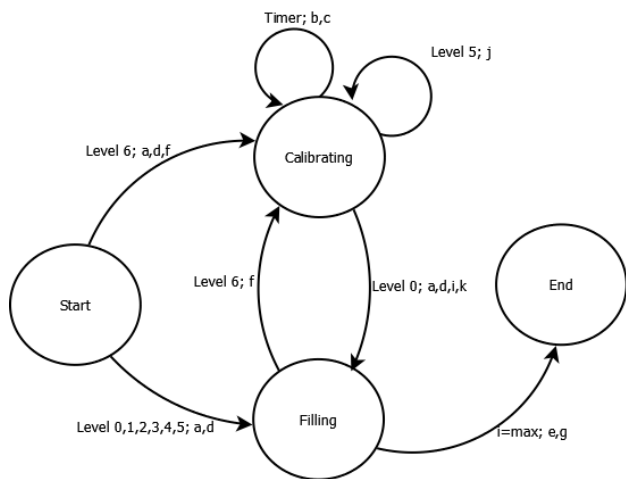 Timer; b,c
Level 5; j
Level 6; a,d,f
Calibrating
Level 6; f
Level 0; a,d,i,k
Start
End
Level 0,1,2,3,4,5; a,d
Filling
i=max; e,g